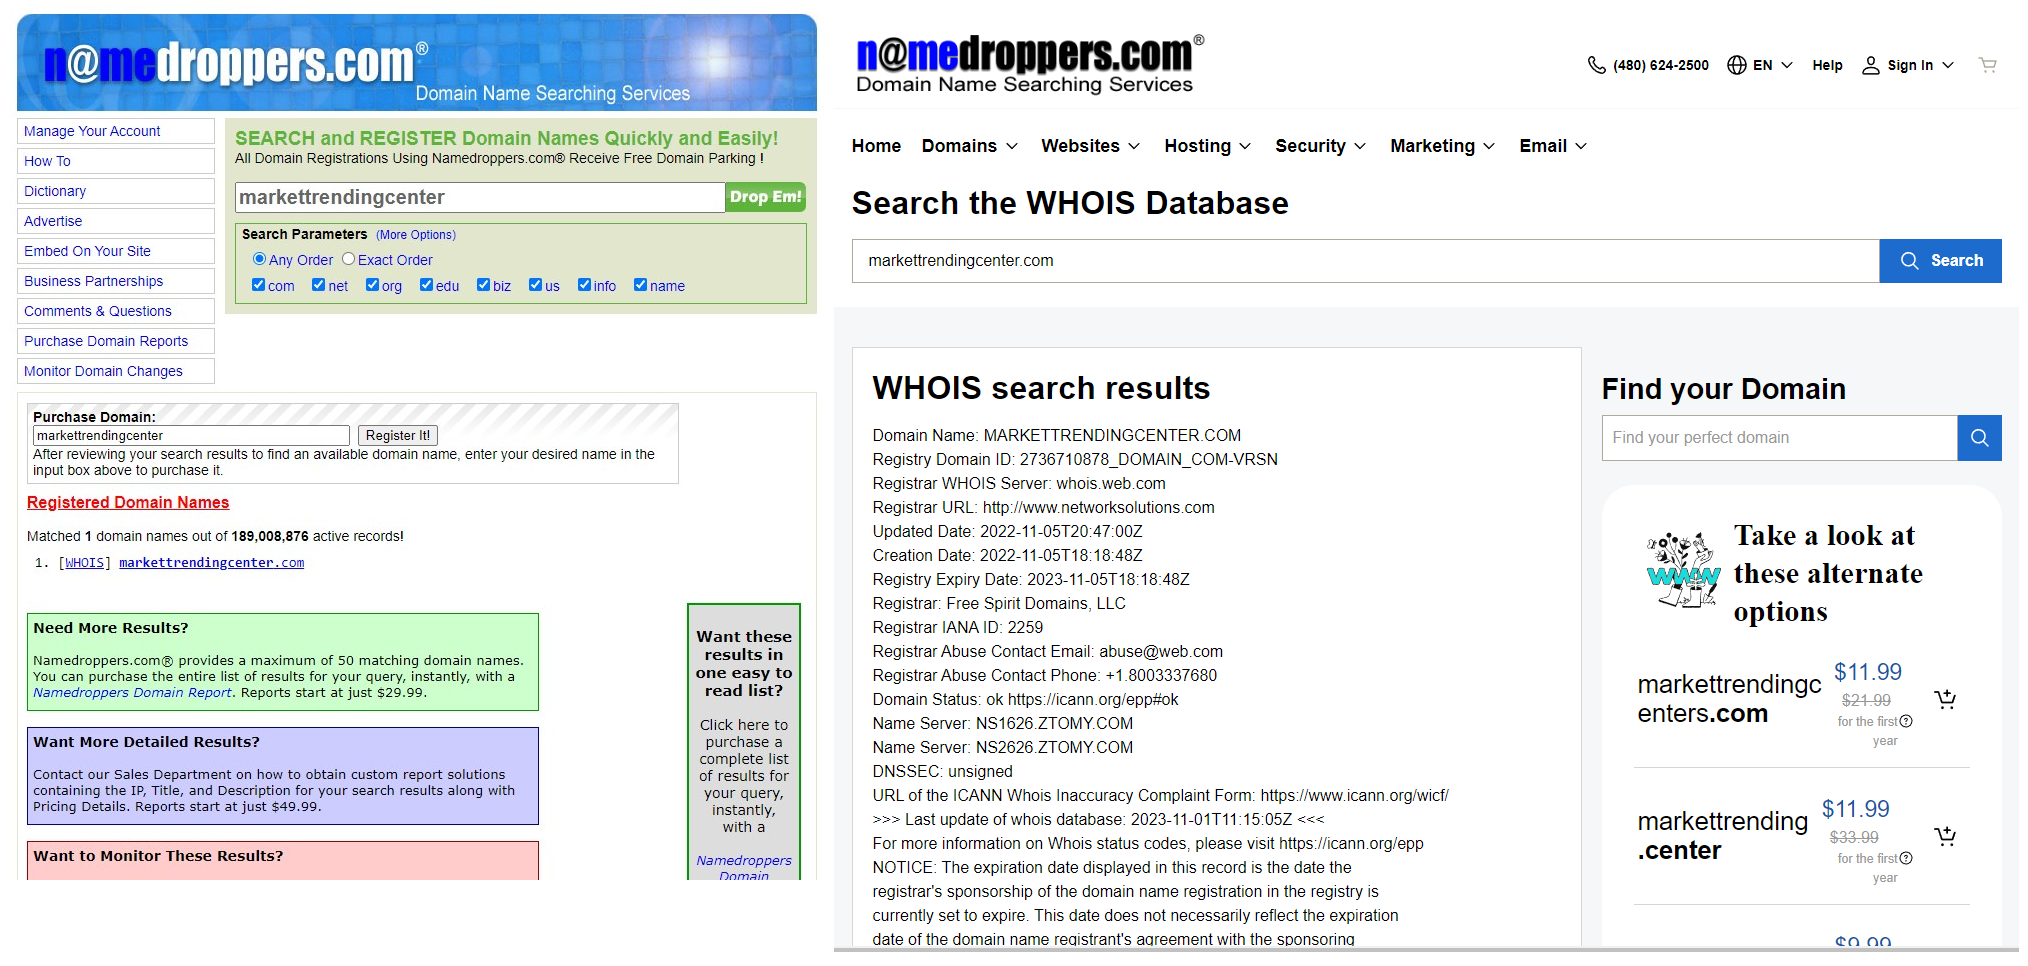 n@medroppers.com®
Domain Name Searching Services
Manage Your Account
How To
Dictionary
Advertise
Embed On Your Site
Business Partnerships
Comments & Questions
Purchase Domain Reports
Monitor Domain Changes
SEARCH and REGISTER Domain Names Quickly and Easily!
All Domain Registrations Using Namedroppers.com® Receive Free Domain Parking !
markettrendingcenter
Drop Em!
Search Parameters (More Options)
Any Order Exact Order
com net org edu biz us info name
Purchase Domain:
markettrendingcenter Register It!
After reviewing your search results to find an available domain name, enter your desired name in the
input box above to purchase it.
Registered Domain Names
Matched 1 domain names out of 189,008,876 active records!
1. [WHOIS] markettrendingcenter.com
Need More Results?
Namedroppers.com® provides a maximum of 50 matching domain names.
You can purchase the entire list of results for your query, instantly, with a
Namedroppers Domain Report. Reports start at just $29.99.
Want More Detailed Results?
Contact our Sales Department on how to obtain custom report solutions
containing the IP, Title, and Description for your search results along with
Pricing Details. Reports start at just $49.99.
Want to Monitor These Results?
Want these
results in
one easy to
read list?
Click here to
purchase a
complete list
of results for
your query,
instantly,
with a
Namedroppers
Domain
n@medroppers.com®
Domain Name Searching Services
(480) 624-2500 EN Help Sign In
Home Domains Websites Hosting Security Marketing Email
Search the WHOIS Database
markettrendingcenter.com
Search
WHOIS search results
Domain Name: MARKETTRENDINGCENTER.COM
Registry Domain ID: 2736710878_DOMAIN_COM-VRSN
Registrar WHOIS Server: whois.web.com
Registrar URL: http://www.networksolutions.com
Updated Date: 2022-11-05T20:47:00Z
Creation Date: 2022-11-05T18:18:48Z
Registry Expiry Date: 2023-11-05T18:18:48Z
Registrar: Free Spirit Domains, LLC
Registrar IANA ID: 2259
Registrar Abuse Contact Email: abuse@web.com
Registrar Abuse Contact Phone: +1.8003337680
Domain Status: ok https://icann.org/epp#ok
Name Server: NS1626.ZTOMY.COM
Name Server: NS2626.ZTOMY.COM
DNSSEC: unsigned
URL of the ICANN Whois Inaccuracy Complaint Form: https://www.icann.org/wicf/
>>> Last update of whois database: 2023-11-01T11:15:05Z <<<
For more information on Whois status codes, please visit https://icann.org/epp
NOTICE: The expiration date displayed in this record is the date the
registrar's sponsorship of the domain name registration in the registry is
currently set to expire. This date does not necessarily reflect the expiration
date of the domain name registrant's agreement with the sponsoring
Find your Domain
Find your perfect domain
WWW
Take a look at
these alternate
options
markettrendingc
enters.com
$11.99
$21.99
for the first
year
markettrending
.center
$11.99
$33.99
for the first
year
$9.99